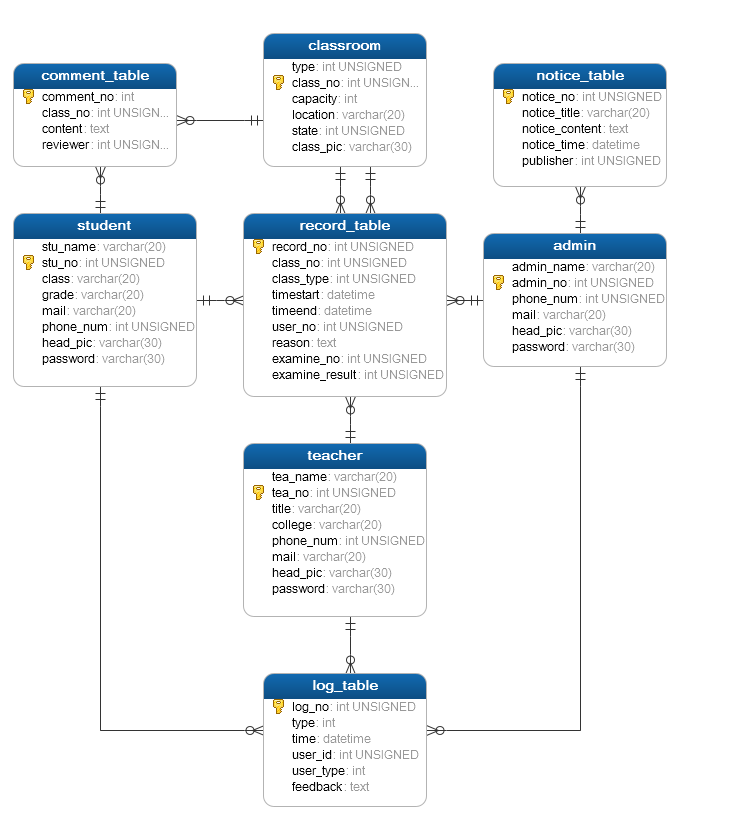 classroom
type: int UNSIGNED
class_no: int UNSIGN...
capacity: int
location: varchar(20)
state: int UNSIGNED
class_pic: varchar(30)
comment_table
comment_no: int
class_no: int UNSIGN...
content: text
reviewer: int UNSIGN...
notice_table
notice_no: int UNSIGNED
notice_title: varchar(20)
notice_content: text
notice_time: datetime
publisher: int UNSIGNED
student
stu_name: varchar(20)
stu_no: int UNSIGNED
class: varchar(20)
grade: varchar(20)
mail: varchar(20)
phone_num: int UNSIGNED
head_pic: varchar(30)
password: varchar(30)
record_table
record_no: int UNSIGNED
class_no: int UNSIGNED
class_type: int UNSIGNED
timestart: datetime
timeend: datetime
user_no: int UNSIGNED
reason: text
examine_no: int UNSIGNED
examine_result: int UNSIGNED
admin
admin_name: varchar(20)
admin_no: int UNSIGNED
phone_num: int UNSIGNED
mail: varchar(20)
head_pic: varchar(30)
password: varchar(30)
teacher
tea_name: varchar(20)
tea_no: int UNSIGNED
title: varchar(20)
college: varchar(20)
phone_num: int UNSIGNED
mail: varchar(20)
head_pic: varchar(30)
password: varchar(30)
log_table
log_no: int UNSIGNED
type: int
time: datetime
user_id: int UNSIGNED
user_type: int
feedback: text